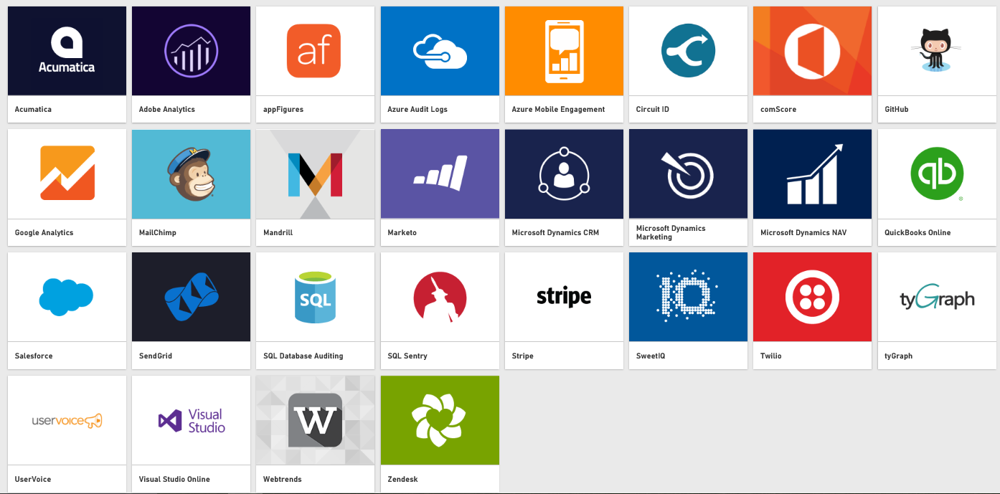 Acumatica
af
Acumatica
Adobe Analytics
appFigures
Azure Audit Logs
Azure Mobile Engagement
Circuit ID
comScore
GitHub
M
qb
®
Google Analytics
MailChimp
Mandrill
Marketo
Microsoft Dynamics CRM
Microsoft Dynamics
Marketing
Microsoft Dynamics NAV
QuickBooks Online
SQL
stripe
IQ
tyGraph
Salesforce
SendGrid
SQL Database Auditing
SQL Sentry
Stripe
SweetIQ
Twilio
tyGraph
uservoice
Visual
Studio
W
UserVoice
Visual Studio Online
Webtrends
Zendesk